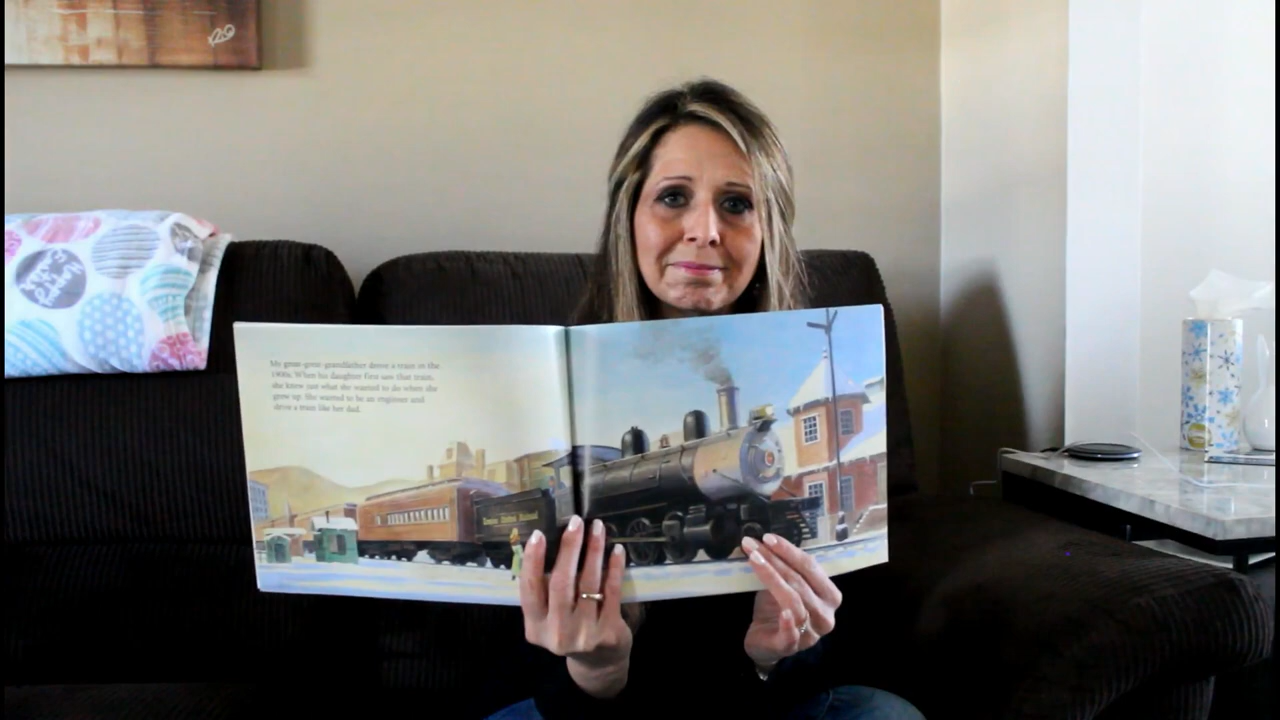 My great-great-grandfather drove a train in the
1900s. When his daughter first saw that train,
she knew just what she wanted to do when she
grew up. She wanted to be an engineer and
drive a train like her dad.